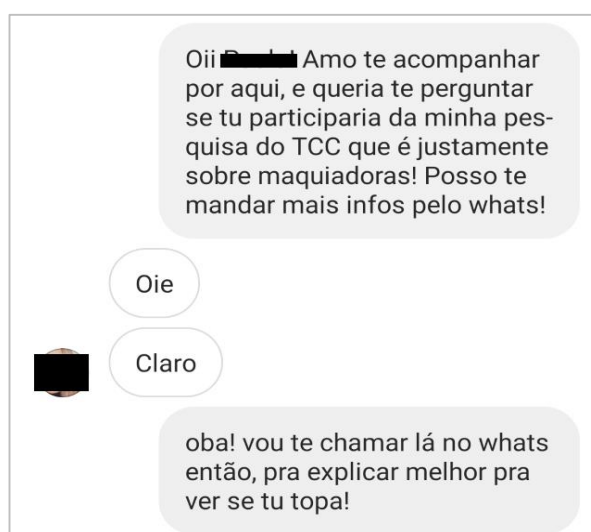 Oii Amo te acompanhar
por aqui, e queria te perguntar
se tu participaria da minha pes-
quisa do TCC que é justamente
sobre maquiadoras! Posso te
mandar mais infos pelo whats!
Oie
Claro
oba! vou te chamar lá no whats
então, pra explicar melhor pra
ver se tu topa!